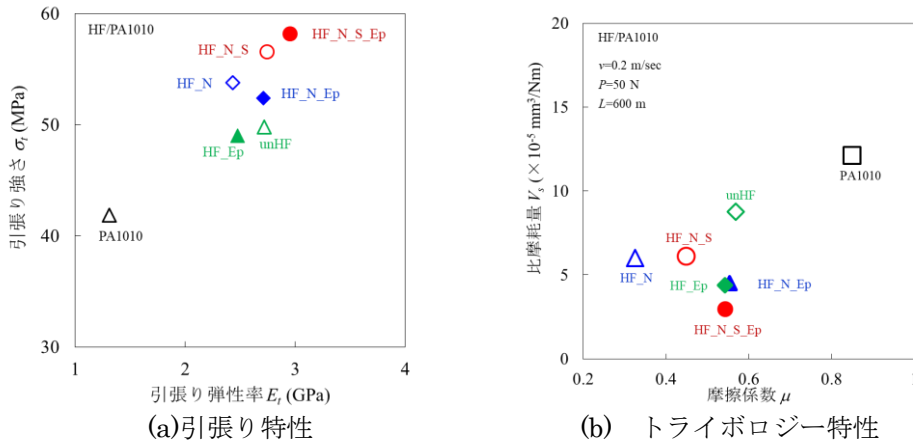 60
50
40
30
1
2
3
4
引張り強さ σt (MPa)
引張り弾性率 Et (GPa)
HF/PA1010
HF_N_S_Ep
HF_N_S
HF_N
HF_N_Ep
HF_Ep
unHF
PA1010
(a)引張り特性
20
15
10
5
0
0.2
0.4
0.6
0.8
比摩耗量 Vs (×10⁻⁵ mm³/Nm)
摩擦係数 μ
HF/PA1010
v=0.2 m/sec
P=50 N
L=600 m
PA1010
unHF
HF_N_S
HF_N
HF_Ep
HF_N_Ep
HF_N_S_Ep
(b) トライボロジー特性